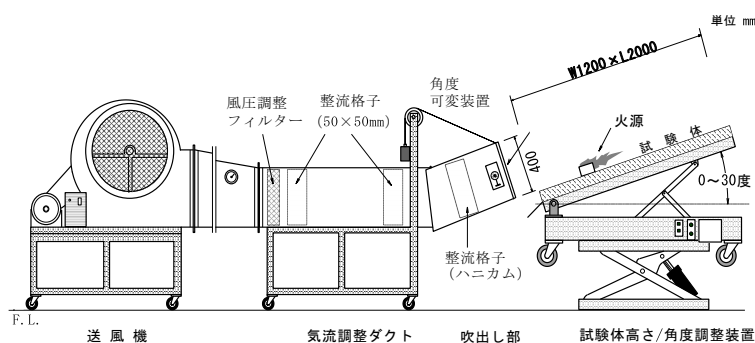 単位 mm
W1200×L2000
角度
可変装置
風圧調整
フィルター
整流格子
(50×50mm)
火源
試験体
400
0～30度
整流格子
(ハニカム)
F.L.
送風機
気流調整ダクト
吹出し部
試験体高さ/角度調整装置